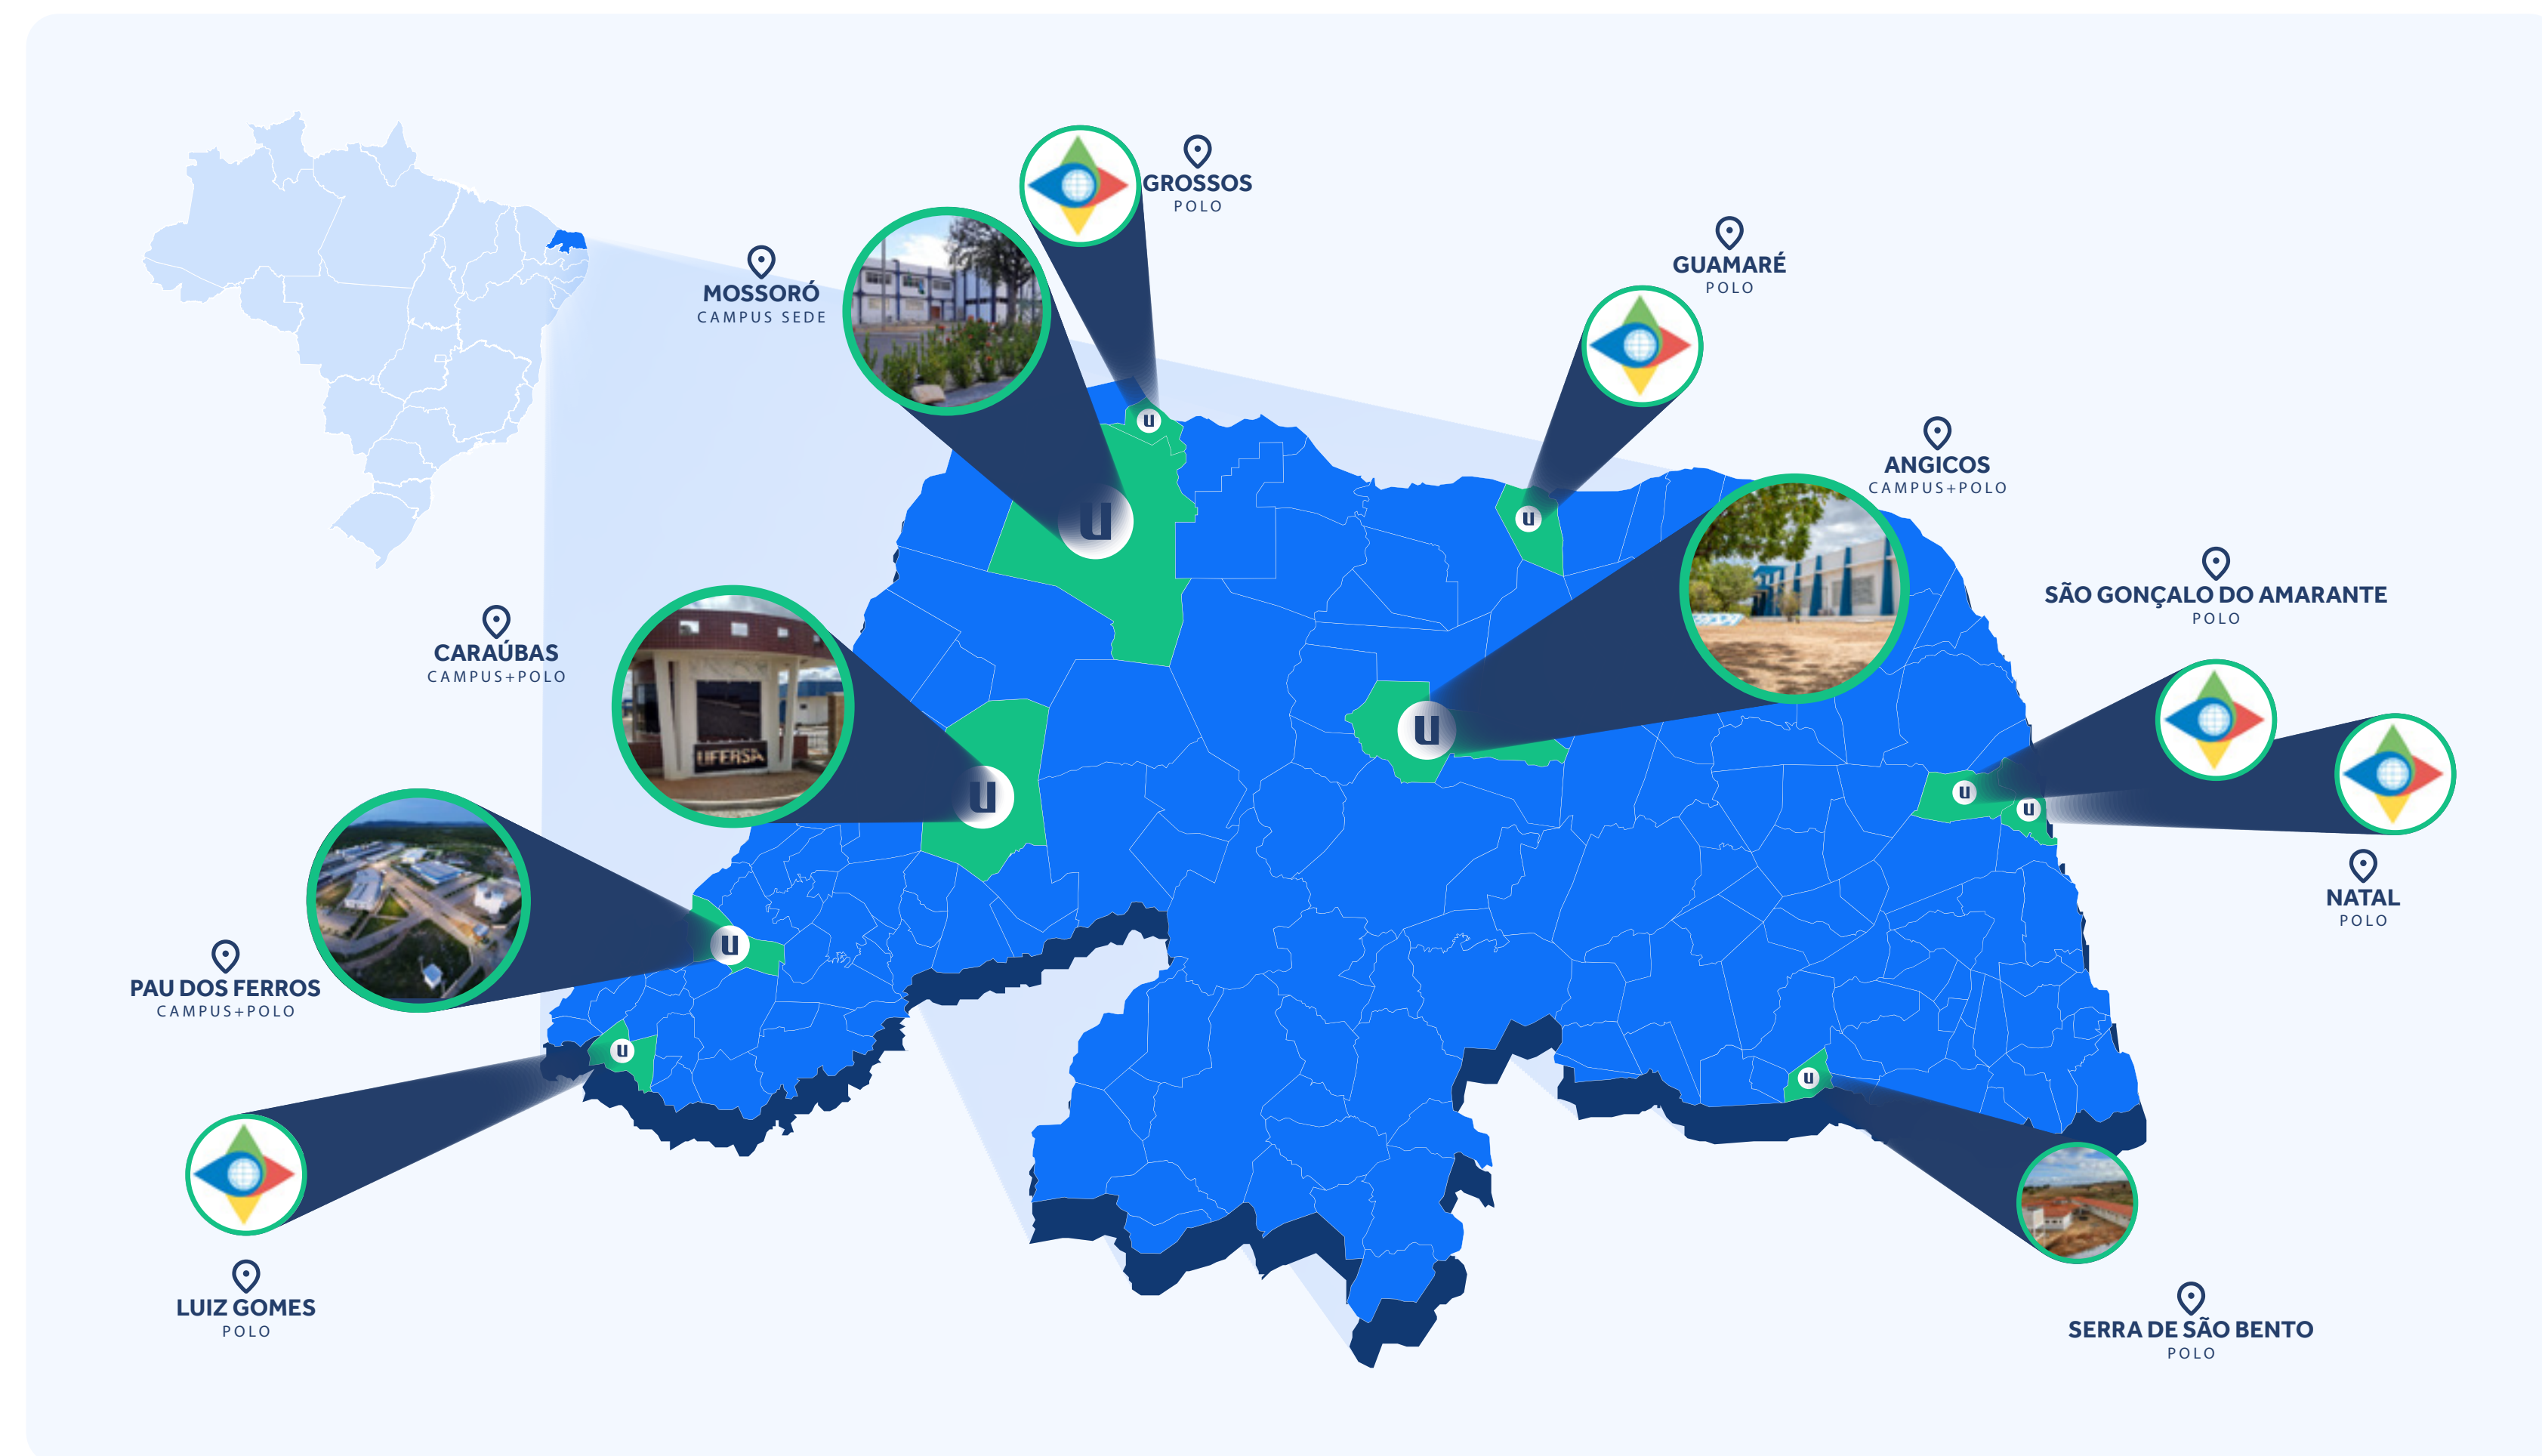 GROSSOS
POLO
GUAMARÉ
POLO
MOSSORÓ
CAMPUS SEDE
ANGICOS
CAMPUS+POLO
SÃO GONÇALO DO AMARANTE
POLO
CARAÚBAS
CAMPUS+POLO
UFERSA
NATAL
POLO
PAU DOS FERROS
CAMPUS+POLO
LUIZ GOMES
POLO
SERRA DE SÃO BENTO
POLO
u
u
u
u
u
u
u
u
u
u